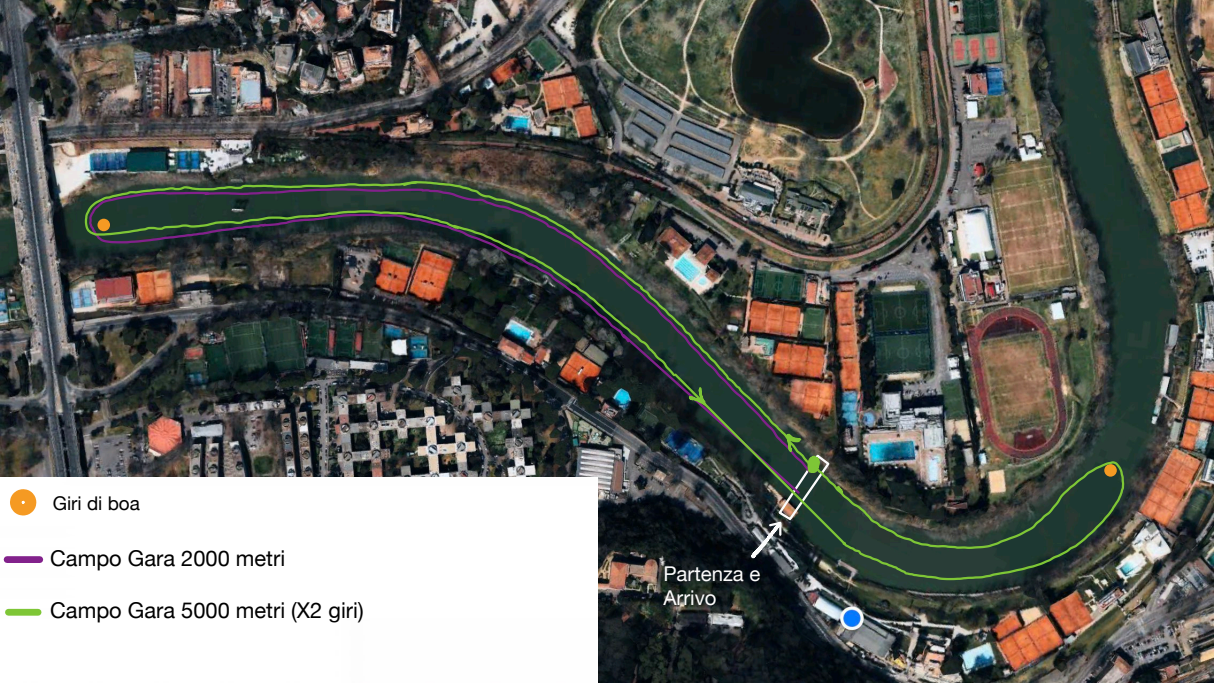 Partenza e
Arrivo
Giri di boa
Campo Gara 2000 metri
Campo Gara 5000 metri (X2 giri)